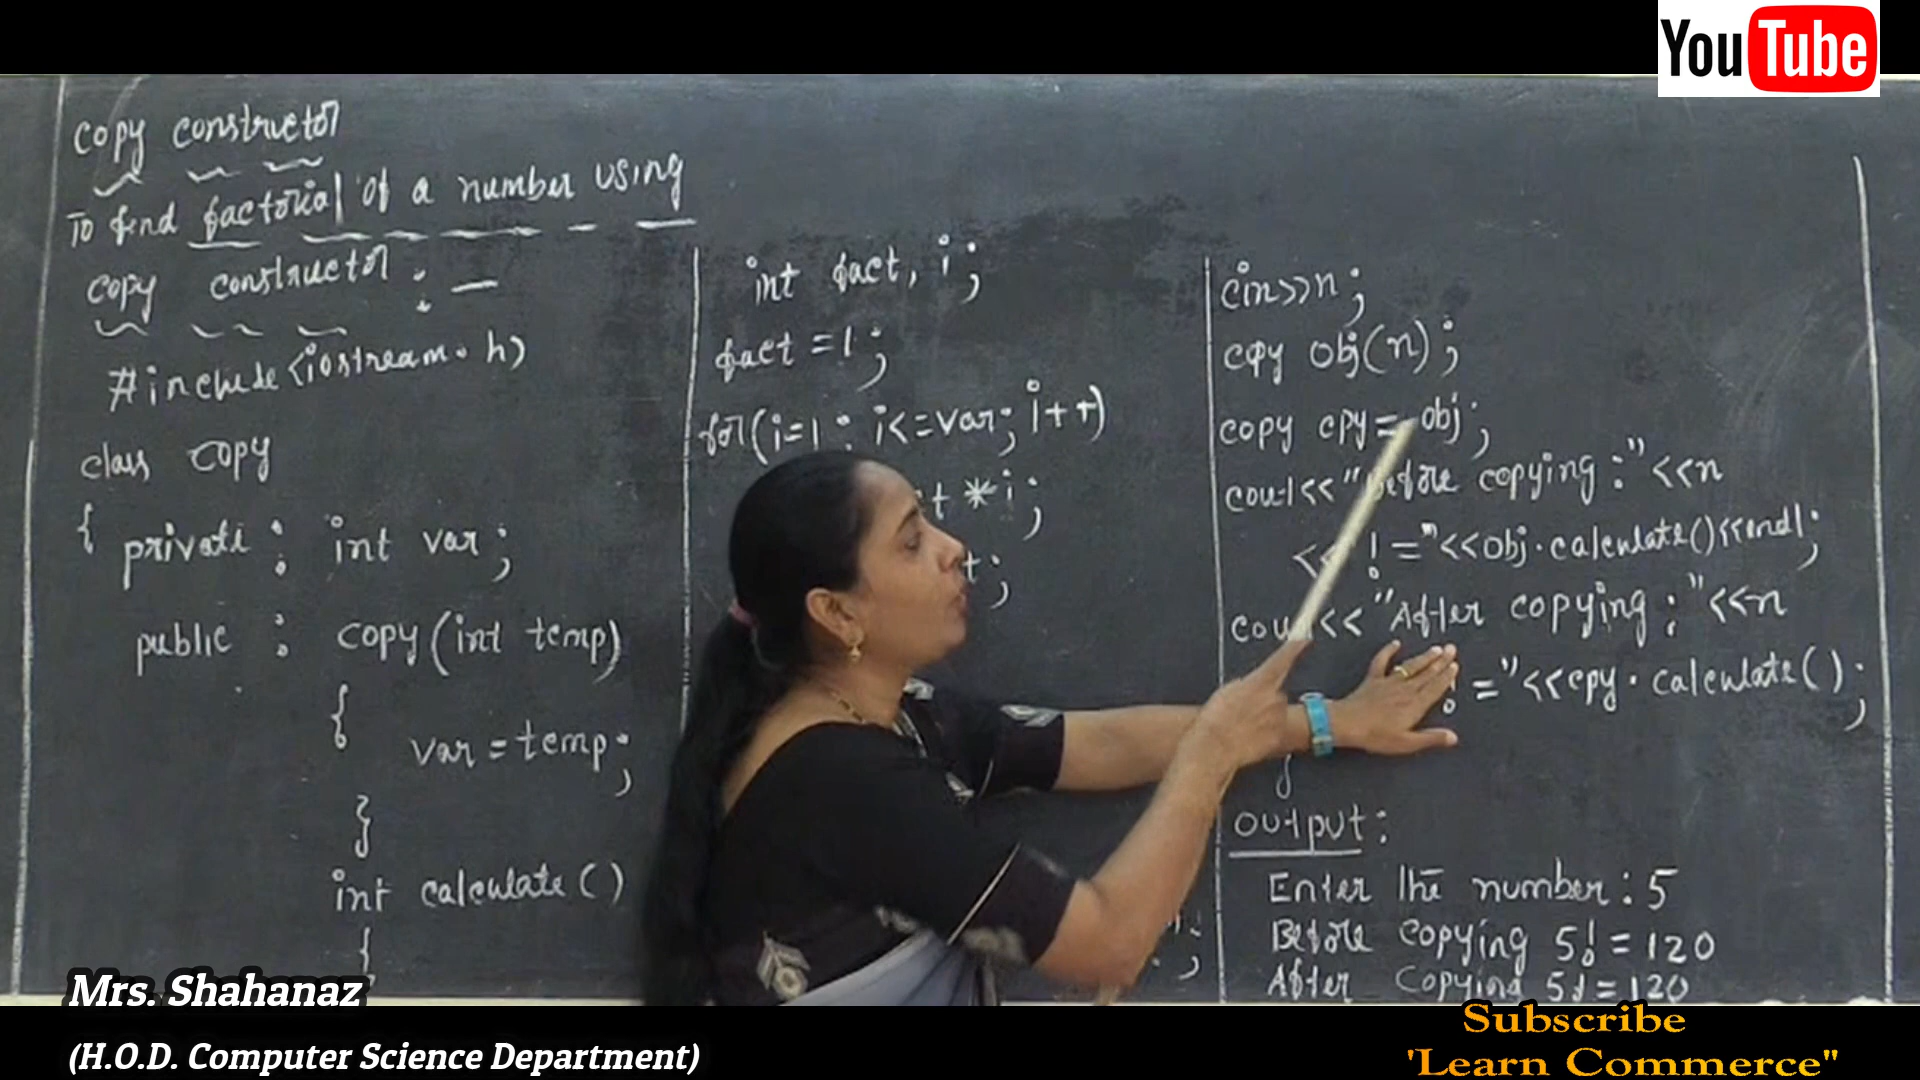 YouTube
copy constructor
To find factorial of a number using
copy constructor : —
#include <iostream.h>
class copy
{ private : int var;
public : copy(int temp)
{
var = temp;
}
int calculate()
{
int fact, i;
fact = 1;
for(i=1; i<=var; i++)
*i;
t;
cin>>n;
copy obj(n);
copy cpy = obj;
cout<<"Before copying :"<<n
<< ! ="<<obj.calculate()<<endl;
cout<<"After copying :"<<n
! ="<<cpy.calculate();
}
output:
Enter the number : 5
Before copying 5! = 120
After copying 5! = 120
Mrs. Shahanaz
(H.O.D. Computer Science Department)
Subscribe
'Learn Commerce"